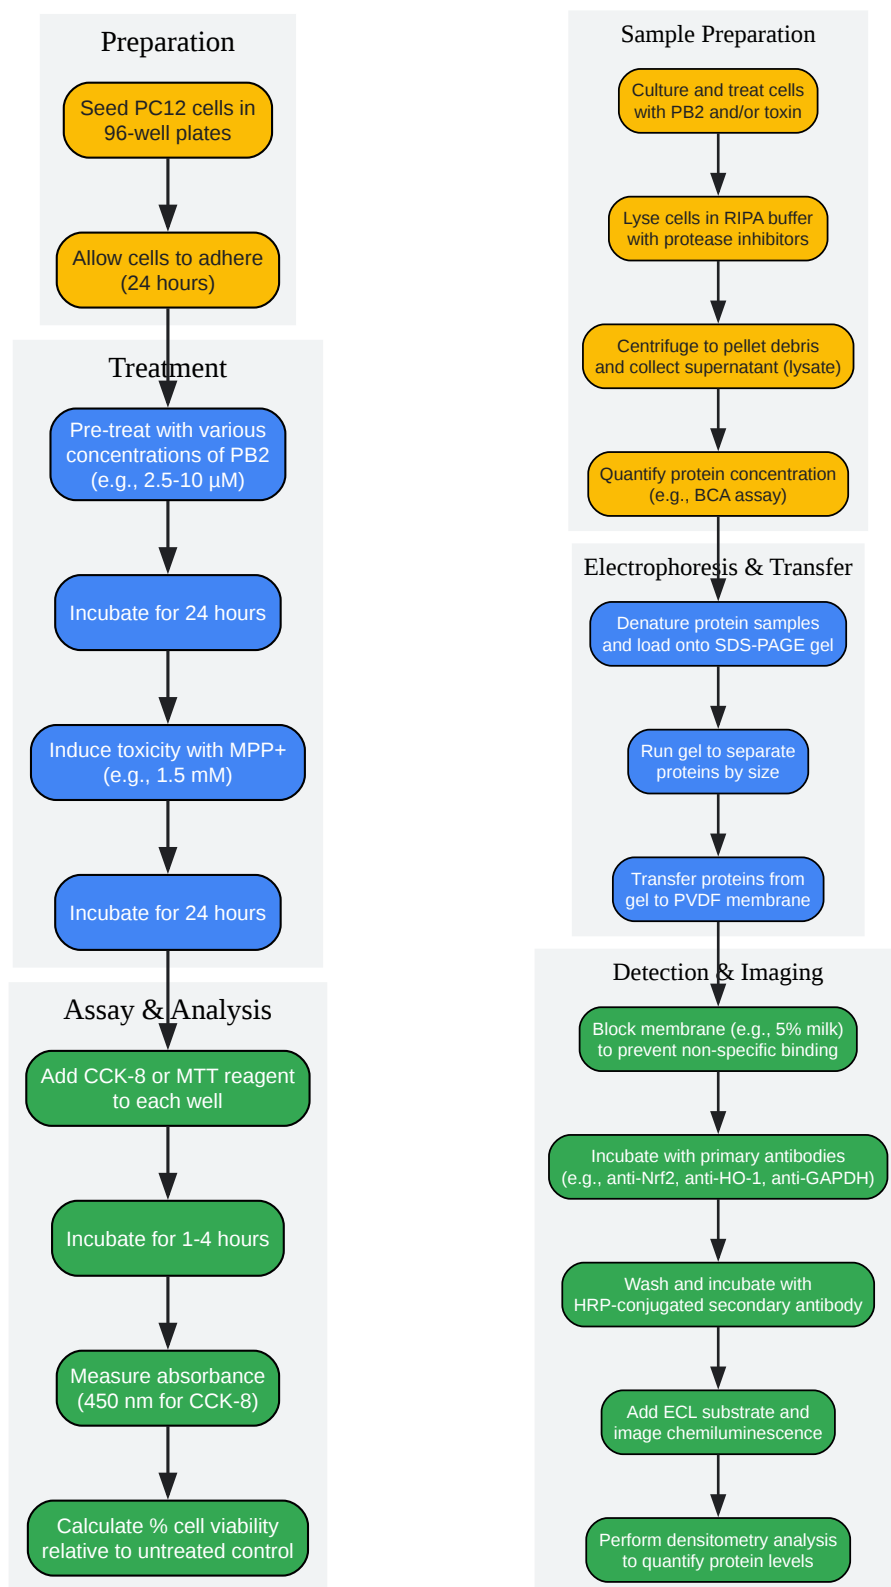 Preparation
Seed PC12 cells in
96-well plates
Allow cells to adhere
(24 hours)
Treatment
Pre-treat with various
concentrations of PB2
(e.g., 2.5-10 µM)
Incubate for 24 hours
Induce toxicity with MPP+
(e.g., 1.5 mM)
Incubate for 24 hours
Assay & Analysis
Add CCK-8 or MTT reagent
to each well
Incubate for 1-4 hours
Measure absorbance
(450 nm for CCK-8)
Calculate % cell viability
relative to untreated control
Sample Preparation
Culture and treat cells
with PB2 and/or toxin
Lyse cells in RIPA buffer
with protease inhibitors
Centrifuge to pellet debris
and collect supernatant (lysate)
Quantify protein concentration
(e.g., BCA assay)
Electrophoresis & Transfer
Denature protein samples
and load onto SDS-PAGE gel
Run gel to separate
proteins by size
Transfer proteins from
gel to PVDF membrane
Detection & Imaging
Block membrane (e.g., 5% milk)
to prevent non-specific binding
Incubate with primary antibodies
(e.g., anti-Nrf2, anti-HO-1, anti-GAPDH)
Wash and incubate with
HRP-conjugated secondary antibody
Add ECL substrate and
image chemiluminescence
Perform densitometry analysis
to quantify protein levels